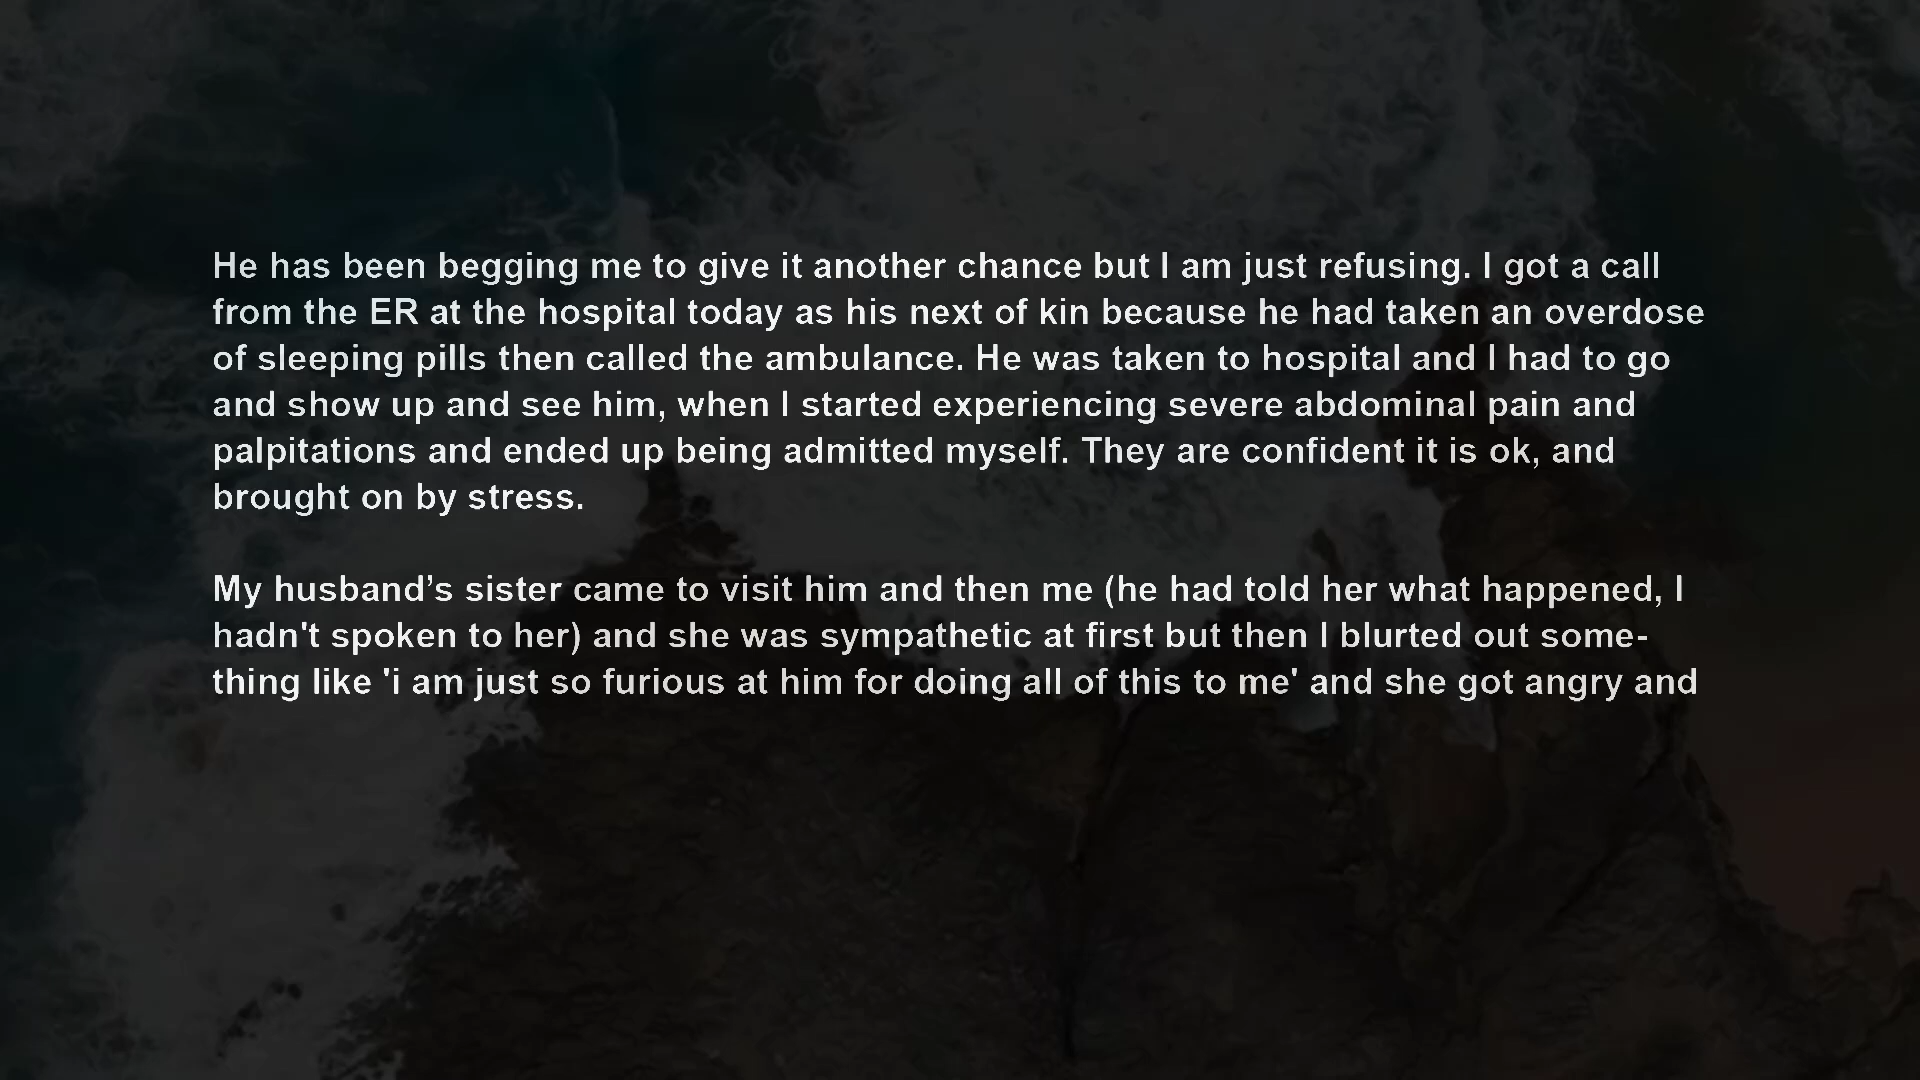 He has been begging me to give it another chance but I am just refusing. I got a call
from the ER at the hospital today as his next of kin because he had taken an overdose
of sleeping pills then called the ambulance. He was taken to hospital and I had to go
and show up and see him, when I started experiencing severe abdominal pain and
palpitations and ended up being admitted myself. They are confident it is ok, and
brought on by stress.
My husband’s sister came to visit him and then me (he had told her what happened, I
hadn't spoken to her) and she was sympathetic at first but then I blurted out some-
thing like 'i am just so furious at him for doing all of this to me' and she got angry and